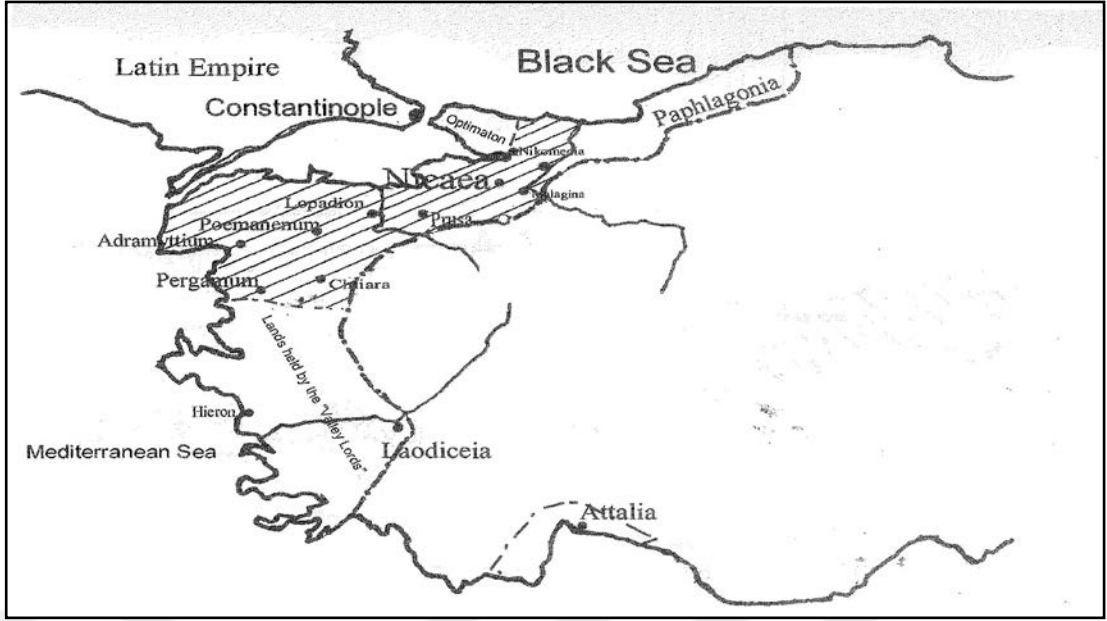 Black Sea
Latin Empire
Paphlagonia
Constantinople
Optimaton
Nikomedia
Nicaea
Malagina
Lopadion
Prusa
Poemanenum
Adramyttium
Pergamum
Chliara
Lands held by the "Valley Lords"
Hieron
Mediterranean Sea
Laodiceia
Attalia